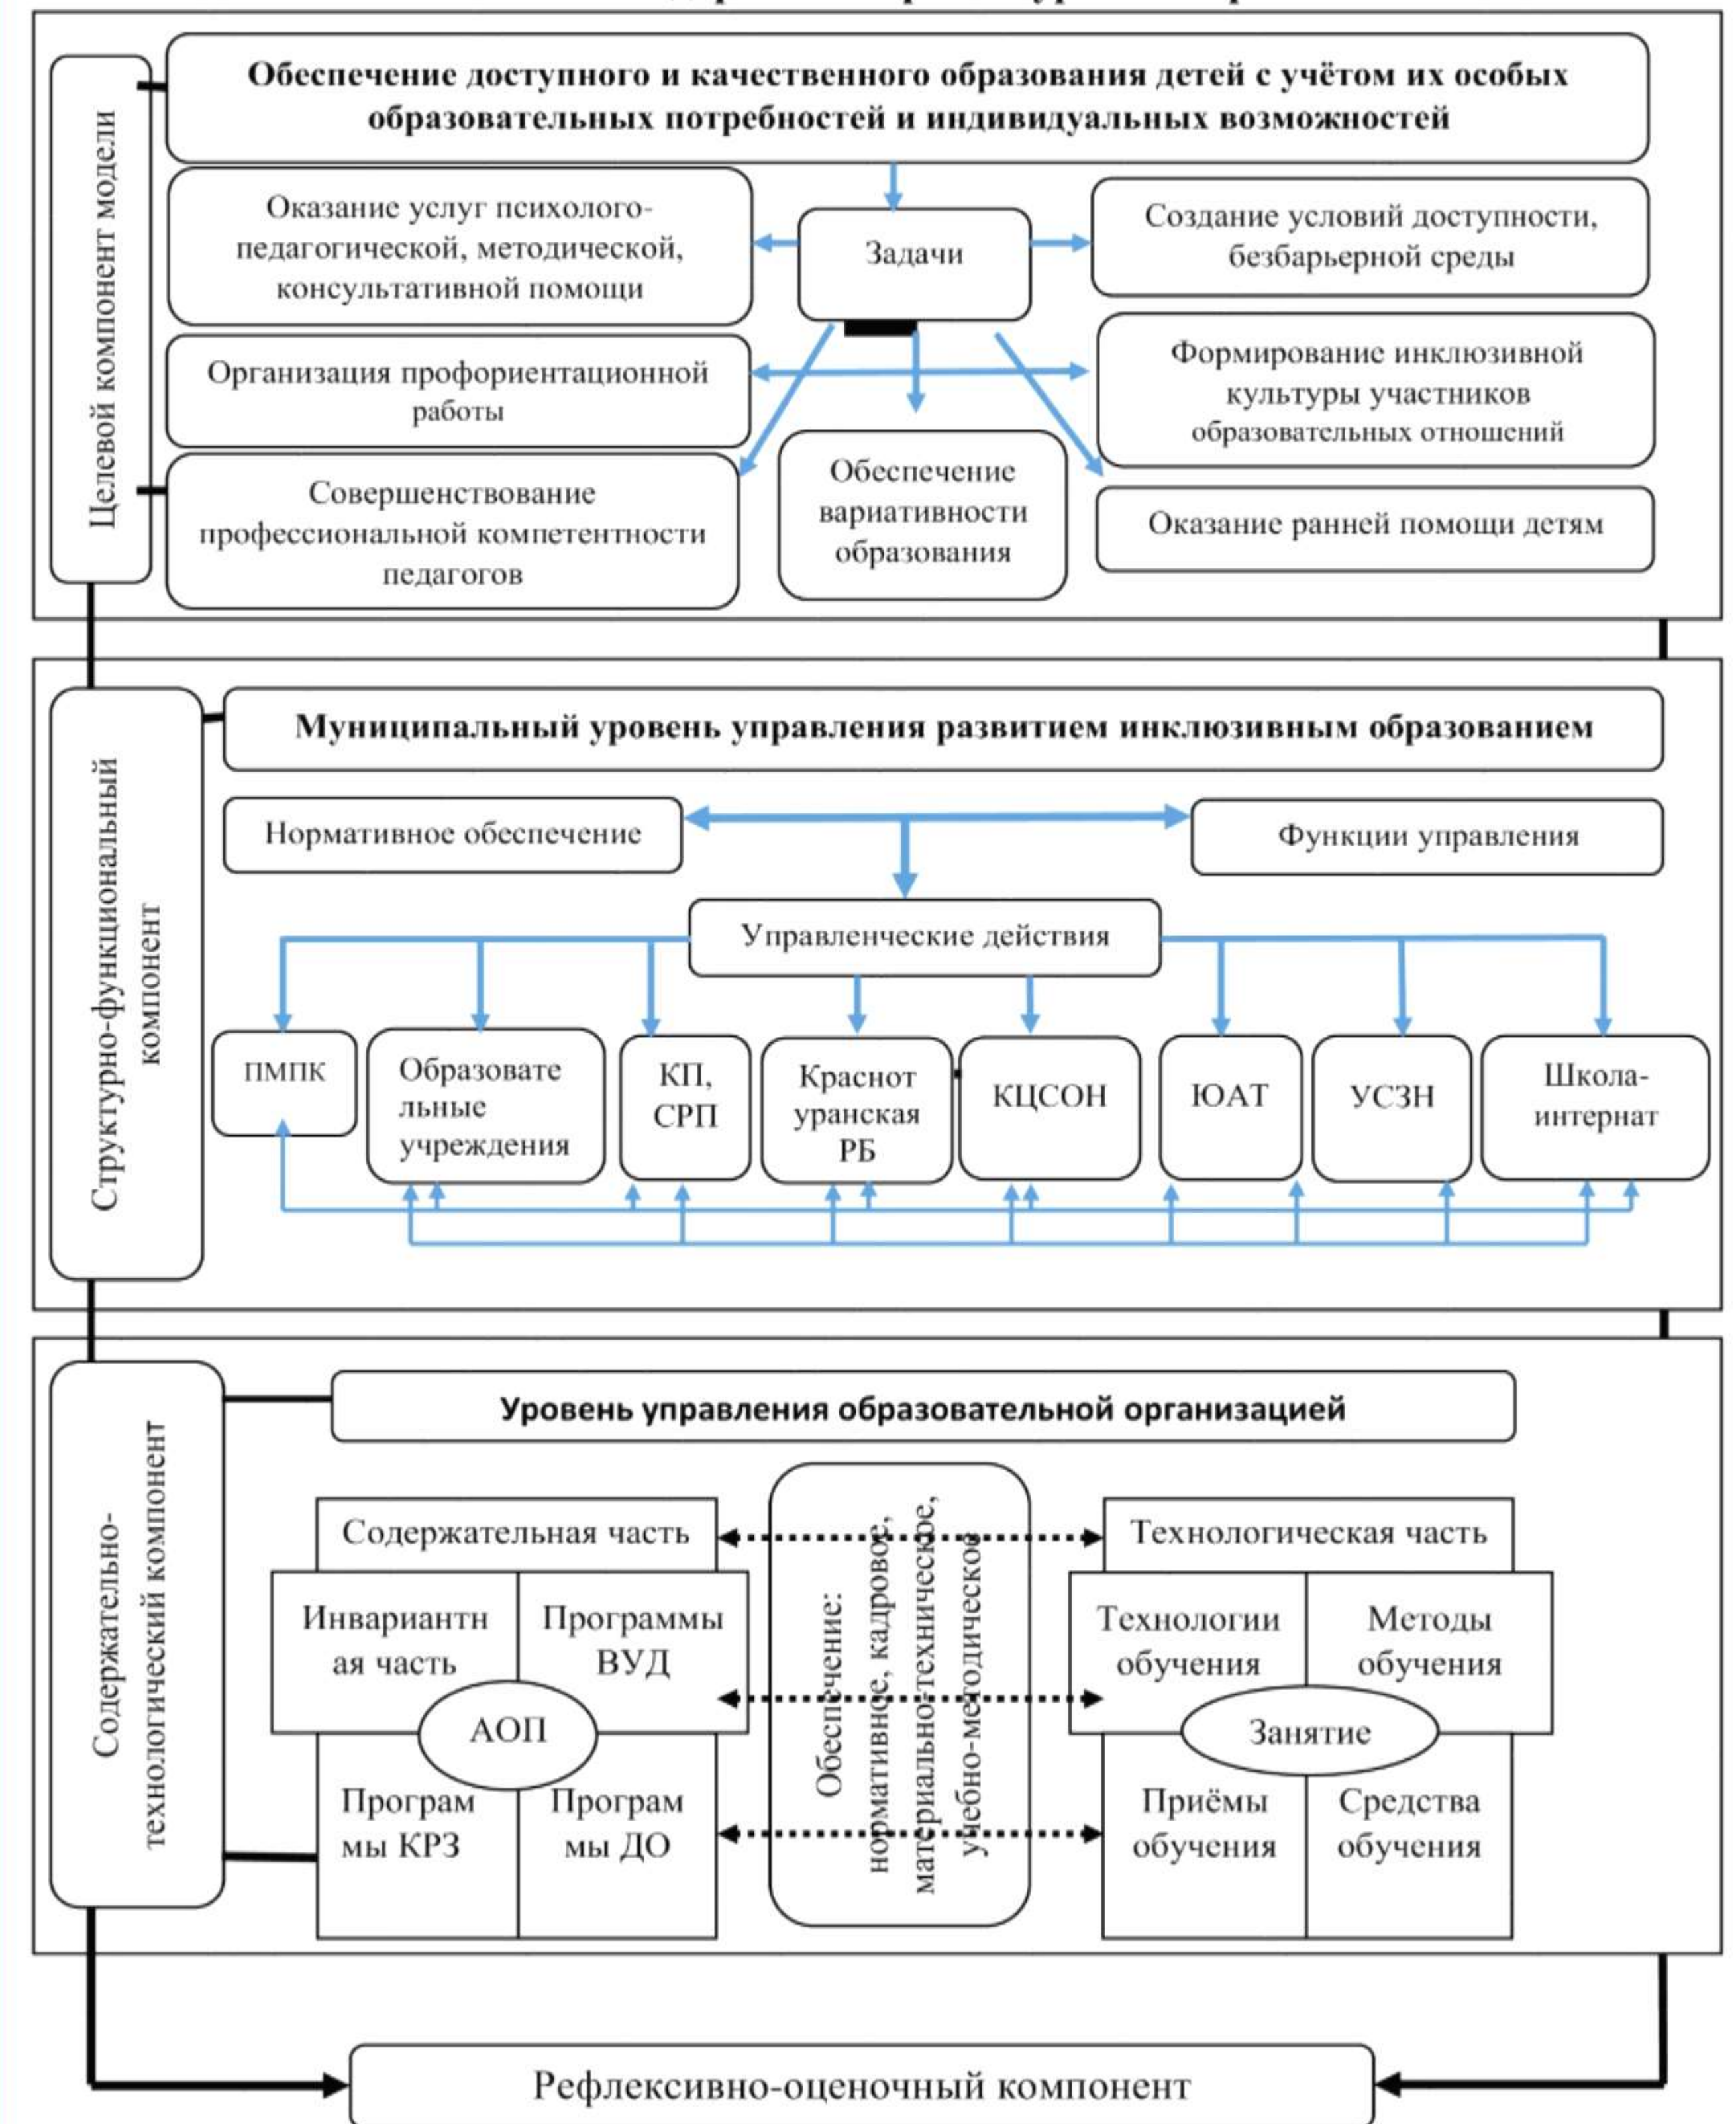 Обеспечение доступного и качественного образования детей с учётом их особых
образовательных потребностей и индивидуальных возможностей
Целевой компонент модели
Оказание услуг психолого-
педагогической, методической,
консультативной помощи
Задачи
Создание условий доступности,
безбарьерной среды
Организация профориентационной
работы
Формирование инклюзивной
культуры участников
образовательных отношений
Совершенствование
профессиональной компетентности
педагогов
Обеспечение
вариативности
образования
Оказание ранней помощи детям
Структурно-функциональный
компонент
Муниципальный уровень управления развитием инклюзивным образованием
Нормативное обеспечение
Функции управления
Управленческие действия
ПМПК
Образовате
льные
учреждения
КП,
СРП
Краснот
уранская
РБ
КЦСОН
ЮАТ
УСЗН
Школа-
интернат
Содержательно-
технологический компонент
Уровень управления образовательной организацией
Содержательная часть
Инвариантн
ая часть
Программы
ВУД
АОП
Програм
мы КРЗ
Програм
мы ДО
Обеспечение:
нормативное, кадровое,
материально-техническое,
учебно-методическое
Технологическая часть
Технологии
обучения
Методы
обучения
Занятие
Приёмы
обучения
Средства
обучения
Рефлексивно-оценочный компонент